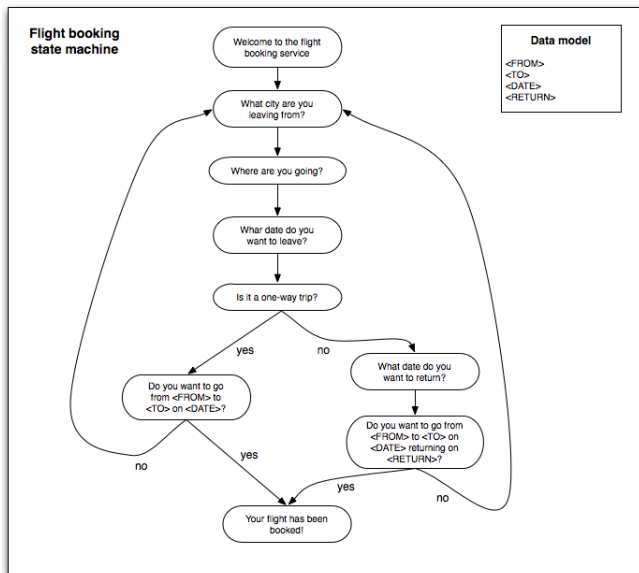 Flight booking
state machine
Welcome to the flight
booking service
Data model
<FROM>
<TO>
<DATE>
<RETURN>
What city are you
leaving from?
Where are you going?
Whar date do you
want to leave?
Is it a one-way trip?
yes
no
What date do you
want to return?
Do you want to go
from <FROM> to
<TO> on <DATE>?
Do you want to go from
<FROM> to <TO> on
<DATE> returning on
<RETURN>?
no
yes
yes
no
Your flight has been
booked!